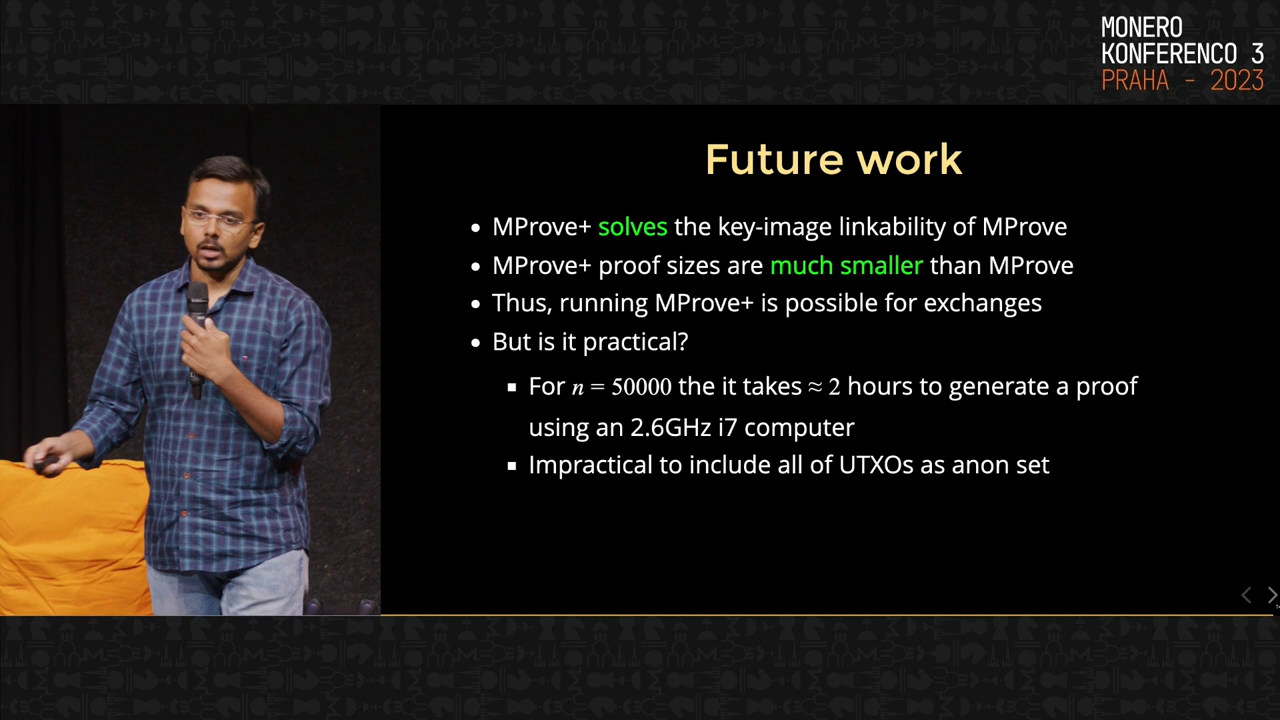 MONERO
KONFERENCO 3
PRAHA - 2023
Future work
• MProve+ solves the key-image linkability of MProve
• MProve+ proof sizes are much smaller than MProve
• Thus, running MProve+ is possible for exchanges
• But is it practical?
▪ For n = 50000 the it takes ≈ 2 hours to generate a proof
using an 2.6GHz i7 computer
▪ Impractical to include all of UTXOs as anon set